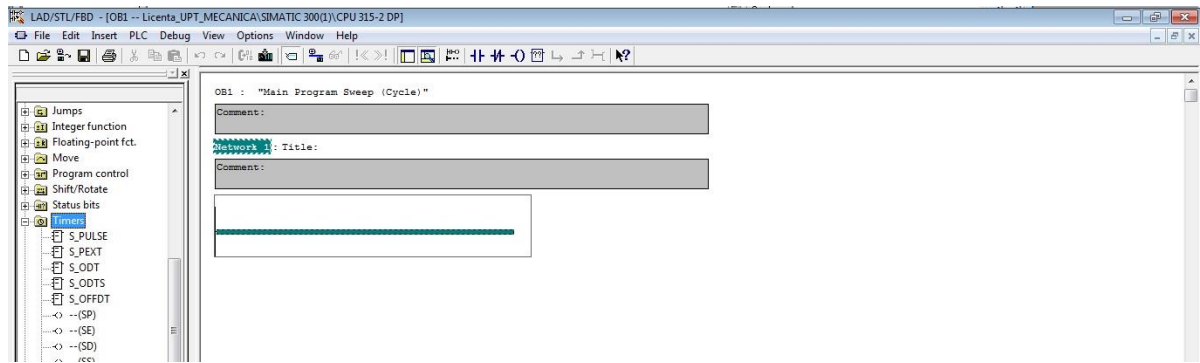 LAD/STL/FBD - [OB1 -- Licenta_UPT_MECANICA\SIMATIC 300(1)\CPU 315-2 DP]
File Edit Insert PLC Debug View Options Window Help
OB1 : "Main Program Sweep (Cycle)"
Comment:
Network 1: Title:
Comment:
Jumps
Integer function
Floating-point fct.
Move
Program control
Shift/Rotate
Status bits
Timers
S_PULSE
S_PEXT
S_ODT
S_ODTS
S_OFFDT
--(SP)
--(SE)
--(SD)
--(SS)